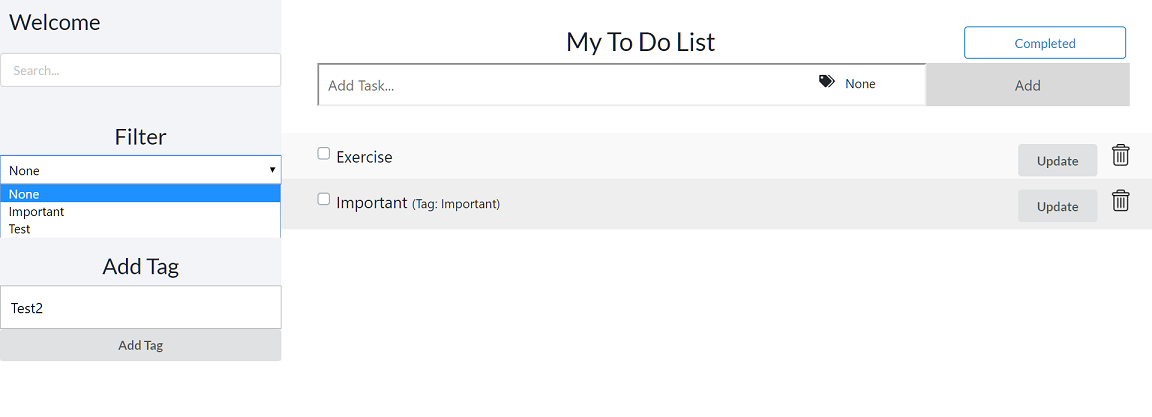 Welcome
Search...
Filter
None
None
Important
Test
Add Tag
Test2
Add Tag
My To Do List
Completed
Add Task...
None
Add
Exercise
Update
Important (Tag: Important)
Update